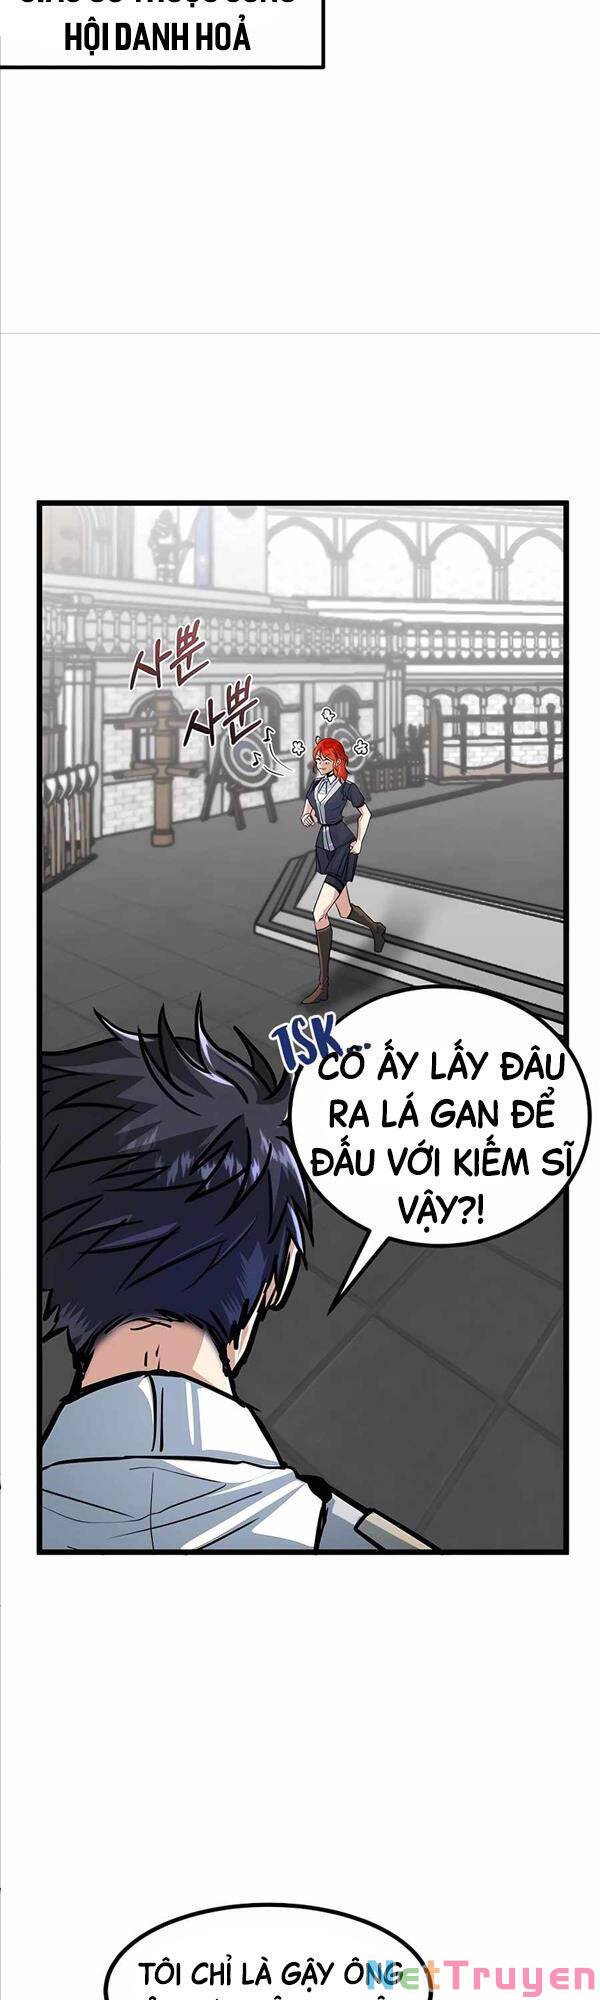 HỘI DANH HOẢ
사뿐
사뿐
TSK...
CÔ ẤY LẤY ĐÂU
RA LÁ GAN ĐỂ
ĐẤU VỚI KIẾM SĨ
VẬY?!
TÔI CHỈ LÀ GẬY ÔNG
NetTruyen